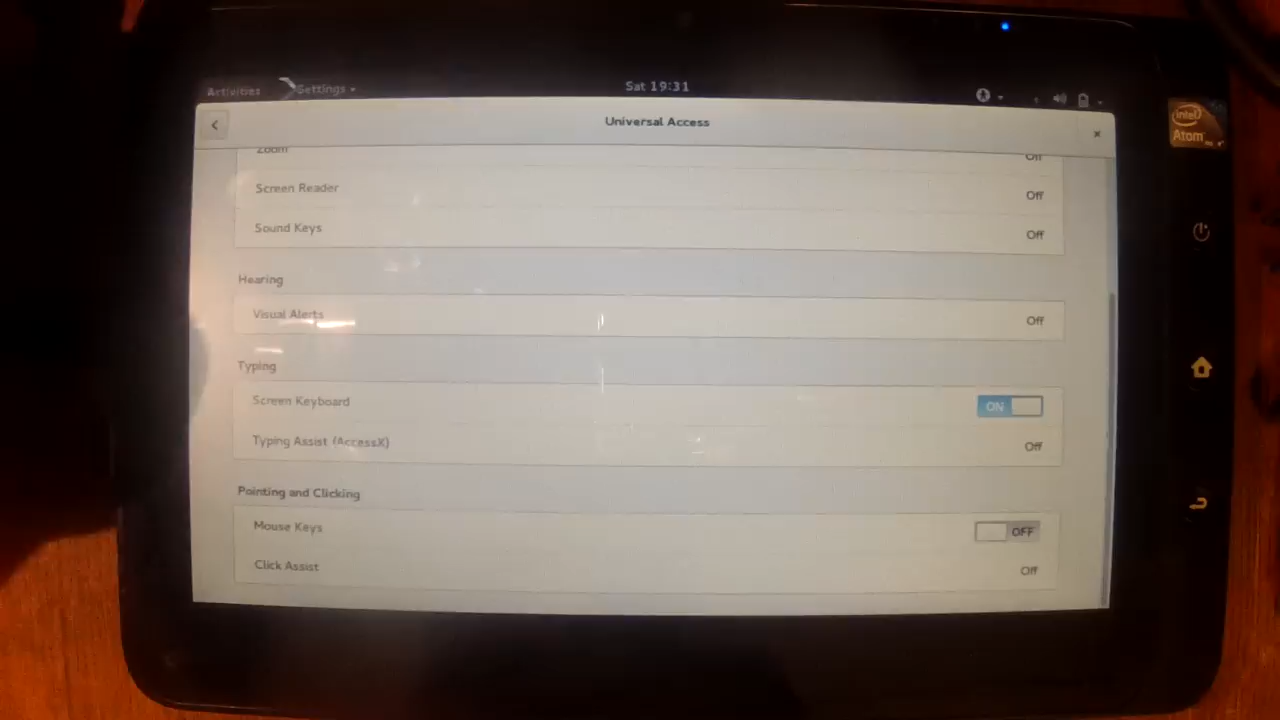 Activities Settings Sat 19:31
Universal Access
Zoom Off
Screen Reader Off
Sound Keys Off
Hearing
Visual Alerts Off
Typing
Screen Keyboard ON
Typing Assist (AccessX) Off
Pointing and Clicking
Mouse Keys OFF
Click Assist Off
intel
Atom